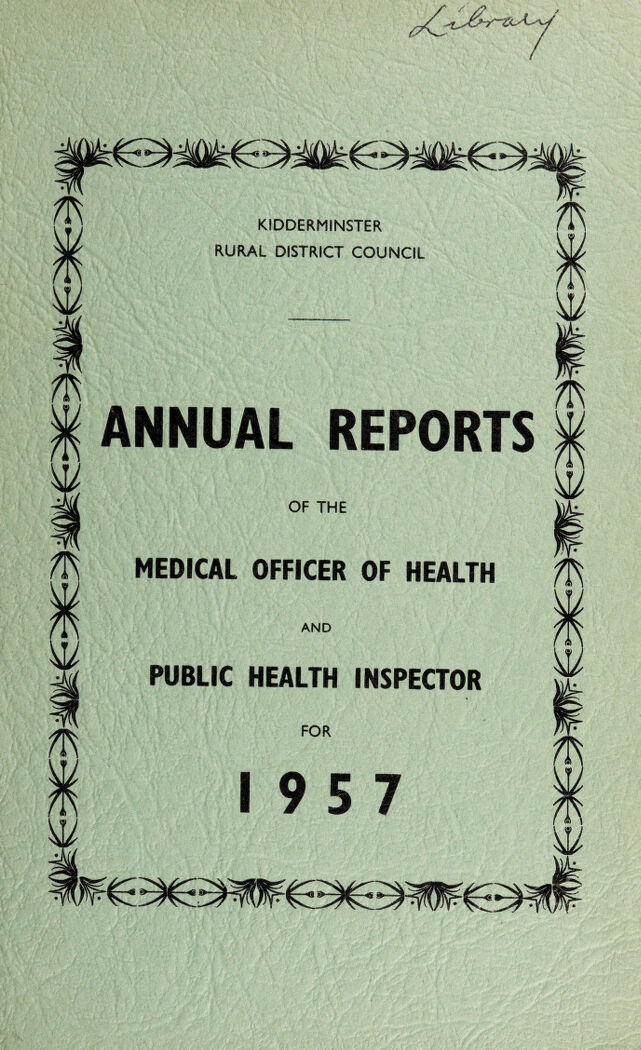 Library
KIDDERMINSTER
RURAL DISTRICT COUNCIL
ANNUAL REPORTS
OF THE
MEDICAL OFFICER OF HEALTH
AND
PUBLIC HEALTH INSPECTOR
FOR
1957